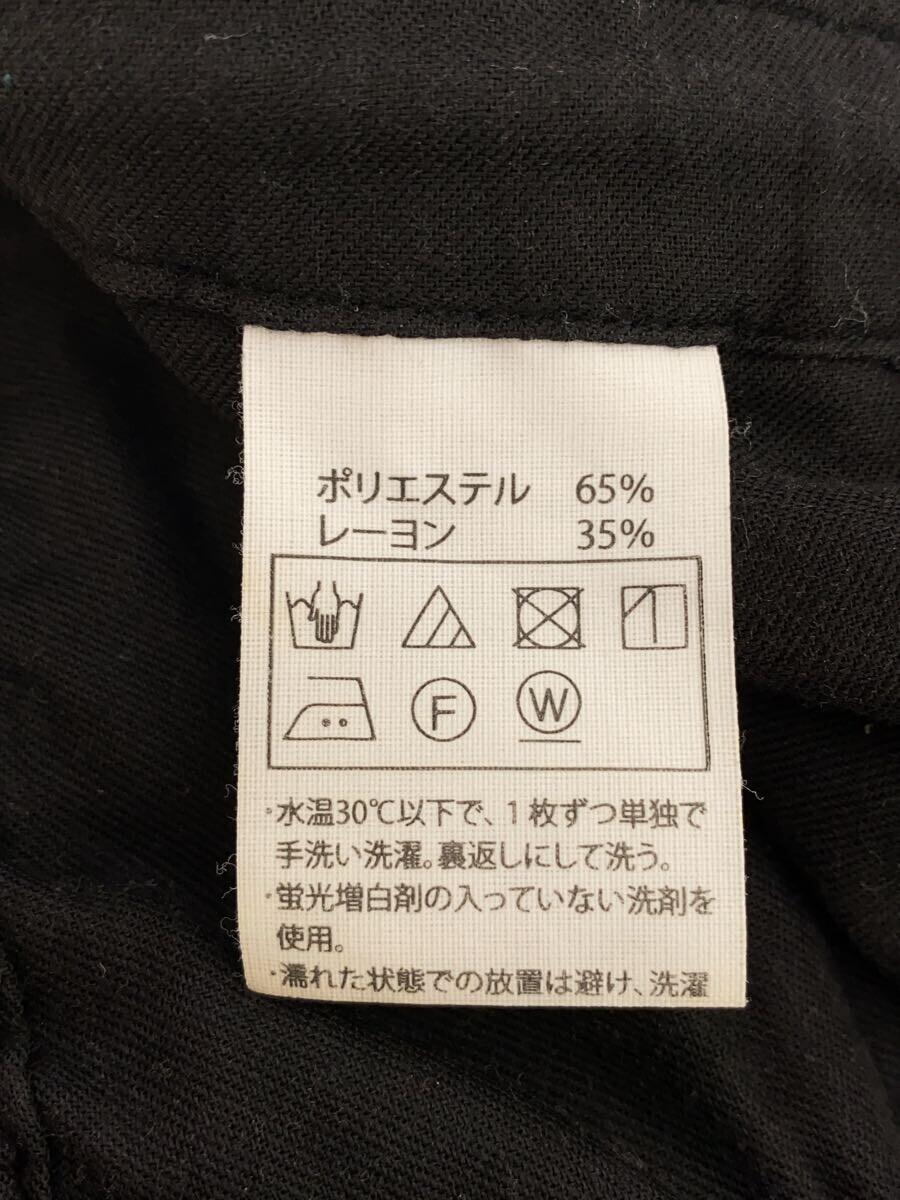 ポリエステル 65%
レーヨン 35%
F W
・水温30℃以下で、1枚ずつ単独で
手洗い洗濯。裏返しにして洗う。
・蛍光増白剤の入っていない洗剤を
使用。
・濡れた状態での放置は避け、洗濯